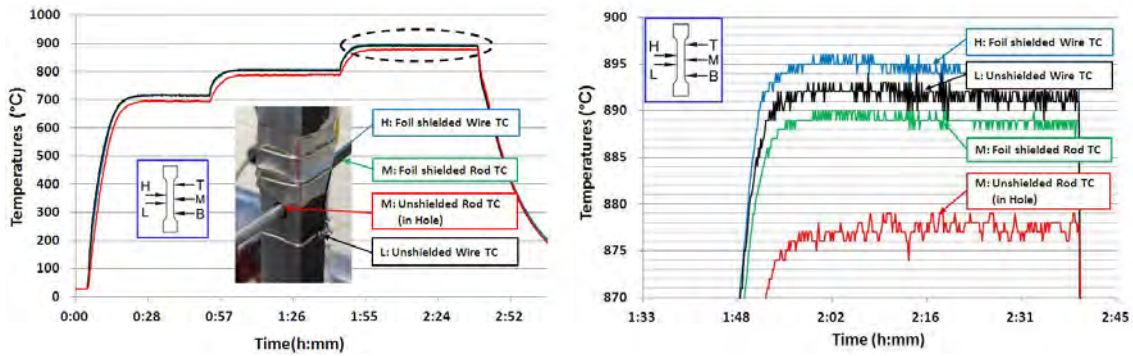 1000
900
800
700
600
500
400
300
200
100
0
Temperatures (°C)
H
L
T
M
B
H: Foil shielded Wire TC
M: Foil shielded Rod TC
M: Unshielded Rod TC
(in Hole)
L: Unshielded Wire TC
0:00
0:28
0:57
1:26
1:55
2:24
2:52
Time(h:mm)
900
895
890
885
880
875
870
Temperatures (°C)
H
L
T
M
B
H: Foil shielded Wire TC
L: Unshielded Wire TC
M: Foil shielded Rod TC
M: Unshielded Rod TC
(in Hole)
1:33
1:48
2:02
2:16
2:31
2:45
Time (h:mm)